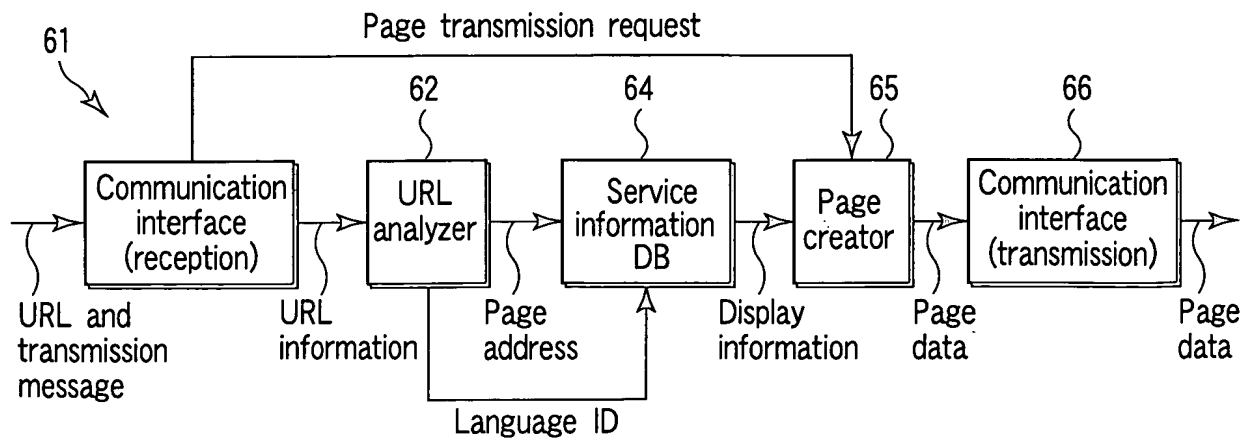 Page transmission request
61
62
64
65
66
Communication
interface
(reception)
URL
analyzer
Service
information
DB
Page
creator
Communication
interface
(transmission)
URL and
transmission
message
URL
information
Page
address
Display
information
Page
data
Page
data
Language ID